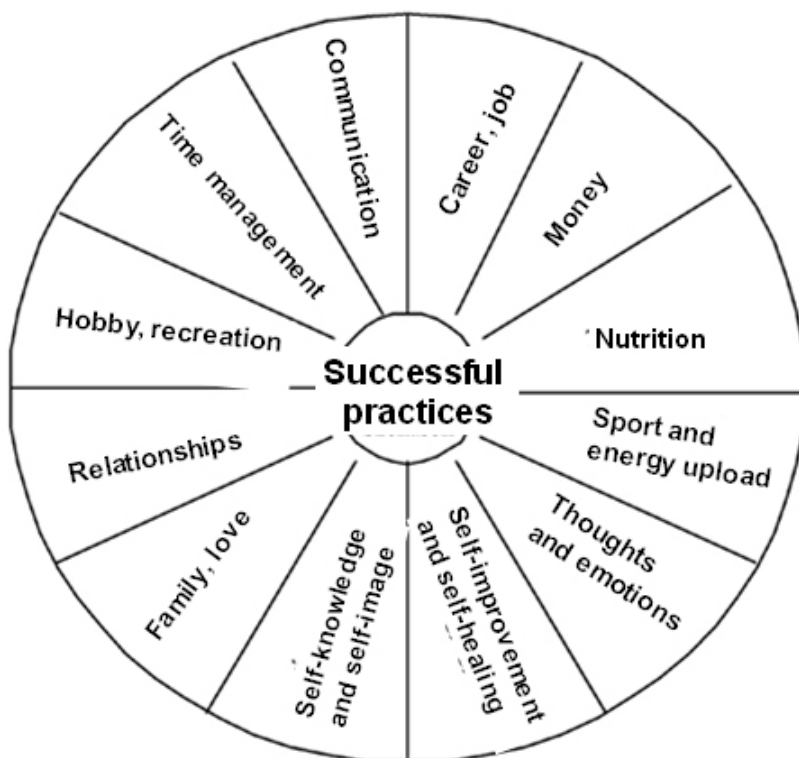 Successful
practices
Career, job
Money
Nutrition
Sport and
energy upload
Thoughts
and emotions
Self-improvement
and self-healing
Self-knowledge
and self-image
Family, love
Relationships
Hobby, recreation
Time management
Communication